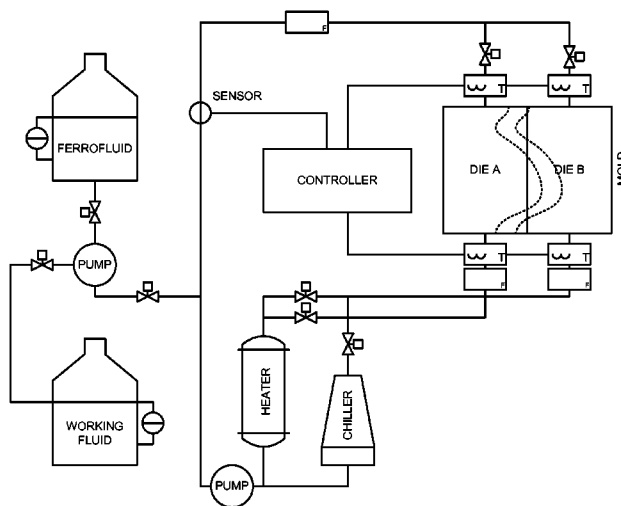 F
SENSOR
T
T
FERROFLUID
CONTROLLER
DIE A
DIE B
MOLD
PUMP
T
T
F
F
HEATER
CHILLER
WORKING
FLUID
PUMP